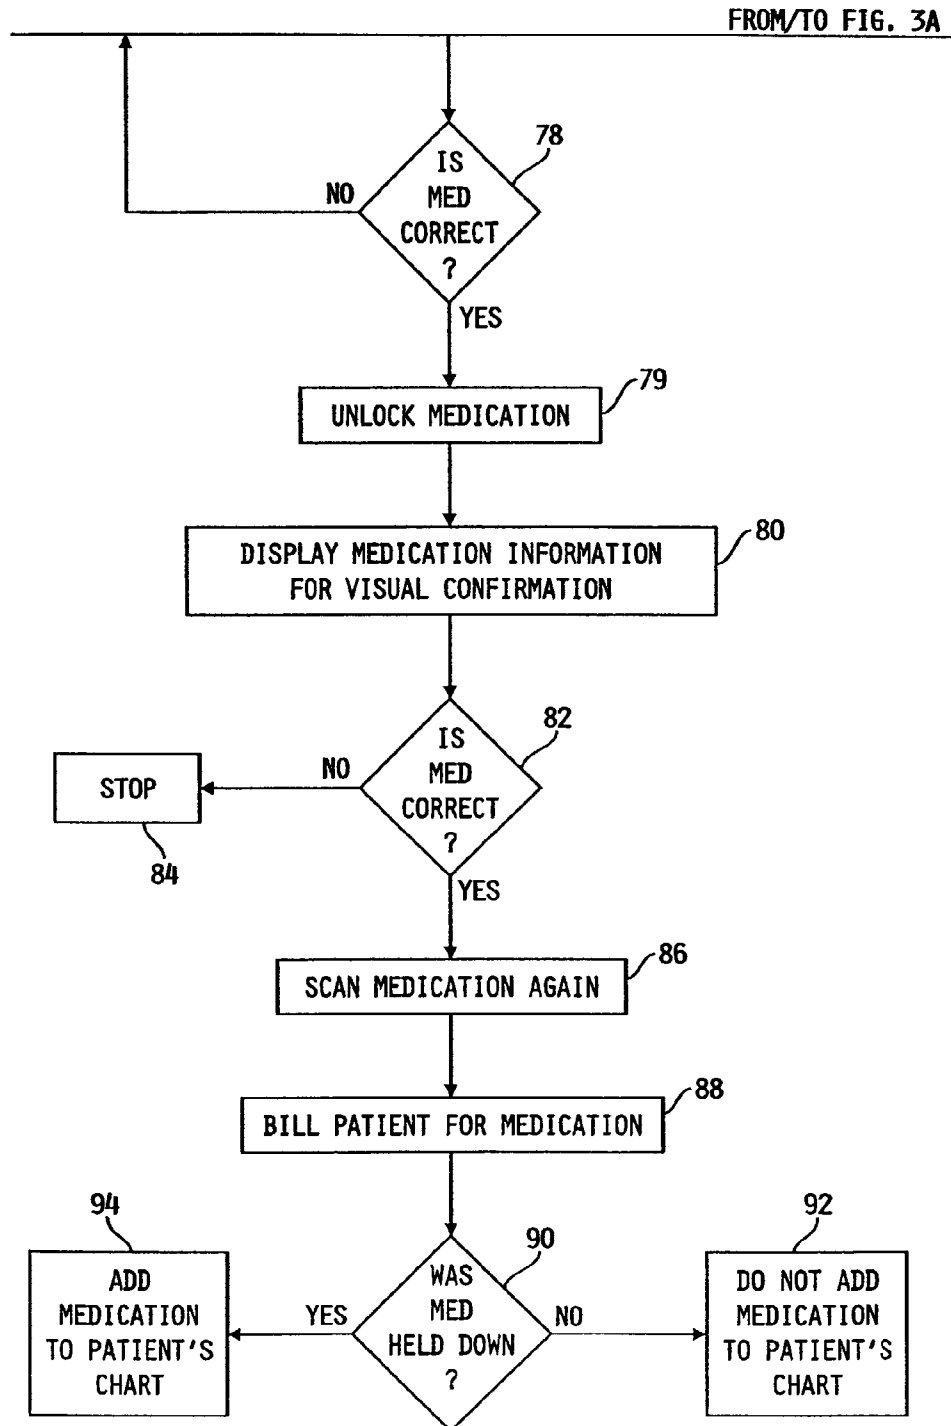 FROM/TO FIG. 3A
78
IS
MED
CORRECT
?
NO
YES
79
UNLOCK MEDICATION
80
DISPLAY MEDICATION INFORMATION
FOR VISUAL CONFIRMATION
82
IS
MED
CORRECT
?
NO
STOP
84
YES
86
SCAN MEDICATION AGAIN
88
BILL PATIENT FOR MEDICATION
94
90
92
ADD
MEDICATION
TO PATIENT'S
CHART
YES
WAS
MED
HELD DOWN
?
NO
DO NOT ADD
MEDICATION
TO PATIENT'S
CHART